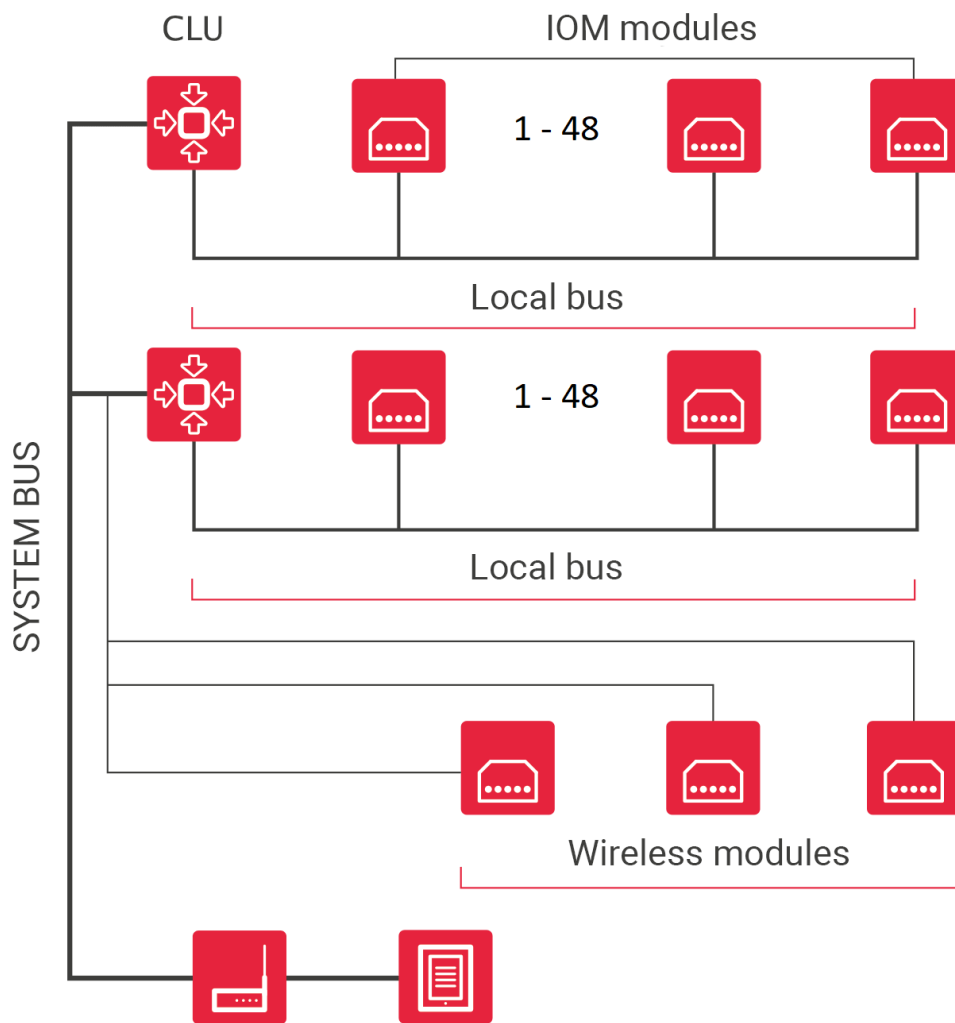 CLU
IOM modules
1 - 48
Local bus
1 - 48
Local bus
SYSTEM BUS
Wireless modules